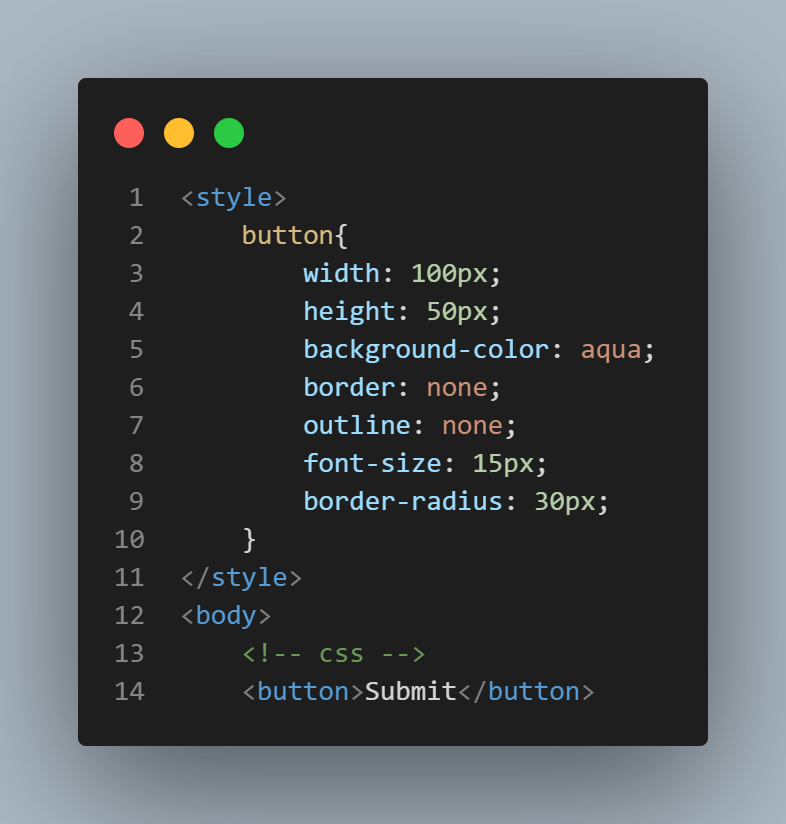 1 <style>
2     button{
3         width: 100px;
4         height: 50px;
5         background-color: aqua;
6         border: none;
7         outline: none;
8         font-size: 15px;
9         border-radius: 30px;
10     }
11 </style>
12 <body>
13     <!-- css -->
14     <button>Submit</button>